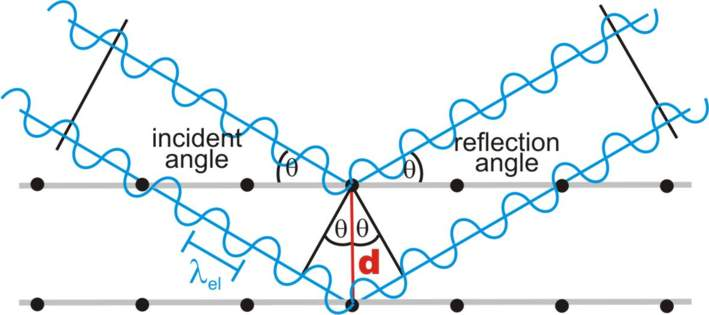 incident
angle
θ
reflection
angle
θ
θ θ
d
λel